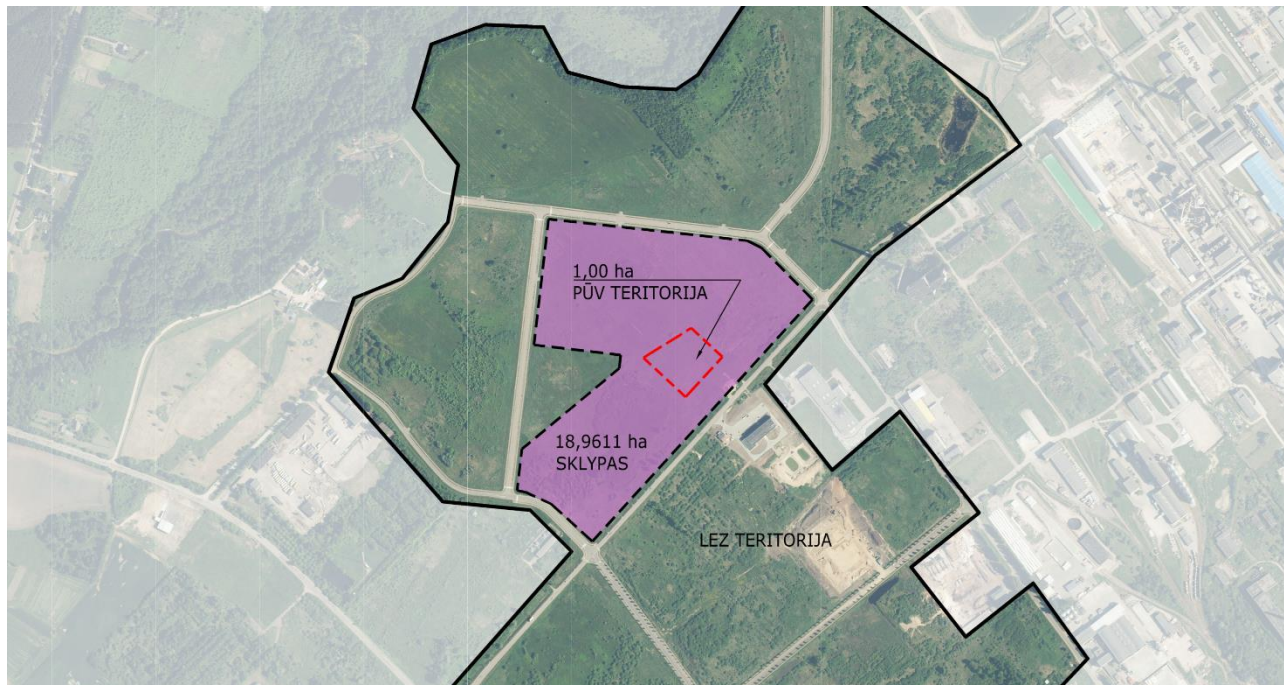 1,00 ha
PŪV TERITORIJA
18,9611 ha
SKLYPAS
LEZ TERITORIJA